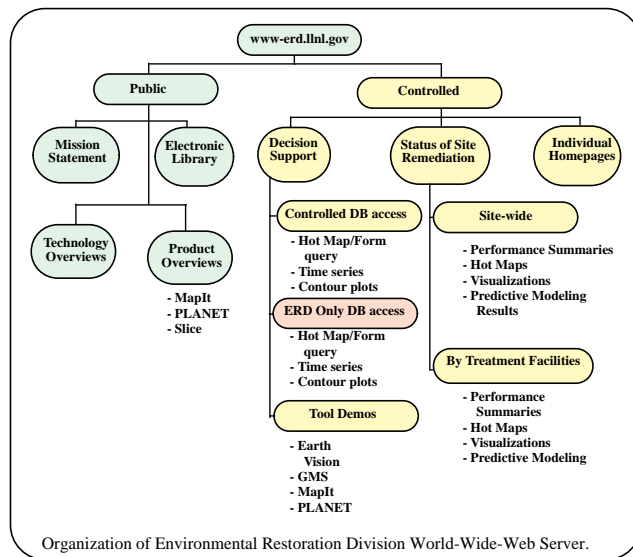 www-erd.llnl.gov
Public
Controlled
Mission
Statement
Electronic
Library
Decision
Support
Status of Site
Remediation
Individual
Homepages
Technology
Overviews
Product
Overviews
- MapIt
- PLANET
- Slice
Controlled DB access
- Hot Map/Form
query
- Time series
- Contour plots
ERD Only DB access
- Hot Map/Form
query
- Time series
- Contour plots
Tool Demos
- Earth
Vision
- GMS
- MapIt
- PLANET
Site-wide
- Performance Summaries
- Hot Maps
- Visualizations
- Predictive Modeling
Results
By Treatment Facilities
- Performance
Summaries
- Hot Maps
- Visualizations
- Predictive Modeling
Organization of Environmental Restoration Division World-Wide-Web Server.